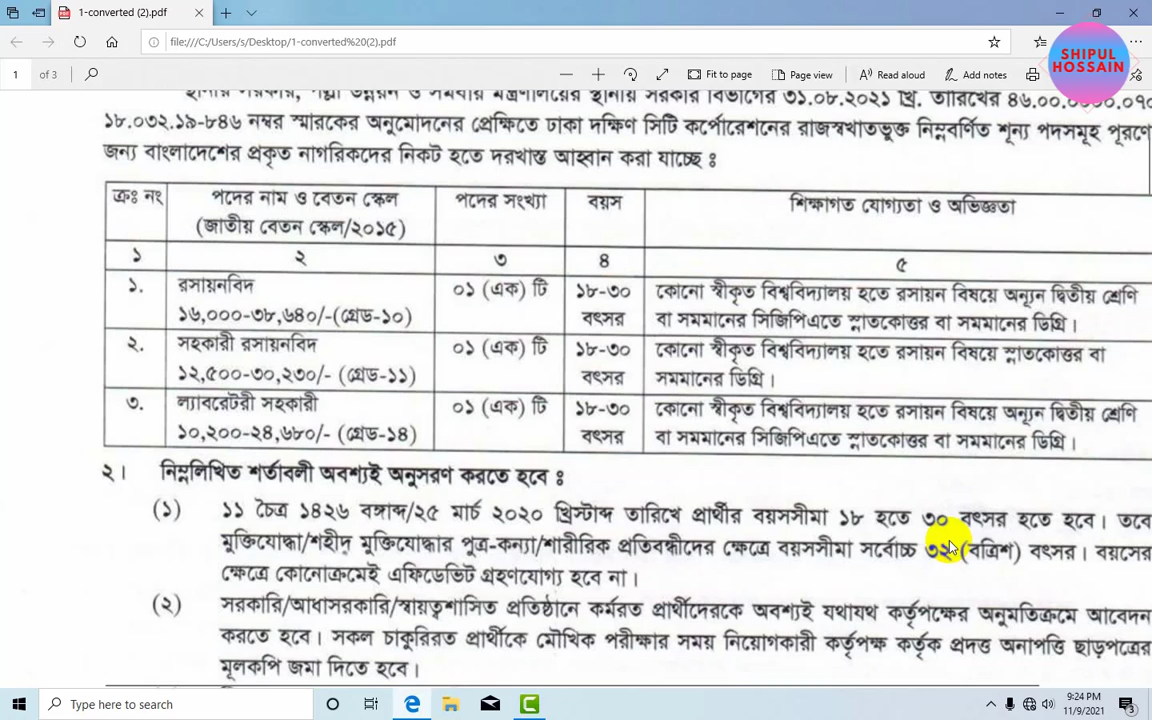 1-converted (2).pdf
file:///C:/Users/s/Desktop/1-converted%20(2).pdf
SHIPUL
HOSSAIN
1 of 3
Fit to page
Page view
Read aloud
Add notes
স্থানীয় সরকার, পল্লী উন্নয়ন ও সমবায় মন্ত্রণালয়ের স্থানীয় সরকার বিভাগের ৩১.০৮.২০২১ খ্রি. তারিখের
১৮.০৩২.১৯-৮৪৬ নম্বর স্মারকের অনুমোদনের প্রেক্ষিতে ঢাকা দক্ষিণ সিটি কর্পোরেশনের রাজস্বখাতভুক্ত নিম্নবর্ণিত শূন্য পদসমূহ পূরণে
জন্য বাংলাদেশের প্রকৃত নাগরিকদের নিকট হতে দরখাস্ত আহ্বান করা যাচ্ছে :
ক্রঃ নং পদের নাম ও বেতন স্কেল (জাতীয় বেতন স্কেল/২০১৫) পদের সংখ্যা বয়স শিক্ষাগত যোগ্যতা ও অভিজ্ঞতা
১ ২ ৩ ৪ ৫
১. রসায়নবিদ ০১ (এক) টি ১৮-৩০ কোনো স্বীকৃত বিশ্ববিদ্যালয় হতে রসায়ন বিষয়ে অন্যূন দ্বিতীয় শ্রেণি
১৬,০০০-৩৮,৬৪০/-(গ্রেড-১০) বৎসর বা সমমানের সিজিপিএতে স্নাতকোত্তর বা সমমানের ডিগ্রি।
২. সহকারী রসায়নবিদ ০১ (এক) টি ১৮-৩০ কোনো স্বীকৃত বিশ্ববিদ্যালয় হতে রসায়ন বিষয়ে স্নাতকোত্তর বা
১২,৫০০-৩০,২৩০/- (গ্রেড-১১) বৎসর সমমানের ডিগ্রি।
৩. ল্যাবরেটরী সহকারী ০১ (এক) টি ১৮-৩০ কোনো স্বীকৃত বিশ্ববিদ্যালয় হতে রসায়ন বিষয়ে অন্যূন দ্বিতীয় শ্রেণি
১০,২০০-২৪,৬৮০/- (গ্রেড-১৪) বৎসর বা সমমানের সিজিপিএতে স্নাতকোত্তর বা সমমানের ডিগ্রি।
২। নিম্নলিখিত শর্তাবলী অবশ্যই অনুসরণ করতে হবে :
(১) ১১ চৈত্র ১৪২৬ বঙ্গাব্দ/২৫ মার্চ ২০২০ খ্রিস্টাব্দ তারিখে প্রার্থীর বয়সসীমা ১৮ হতে ৩০ বৎসর হতে হবে। তবে
মুক্তিযোদ্ধা/শহীদ মুক্তিযোদ্ধার পুত্র-কন্যা/শারীরিক প্রতিবন্ধীদের ক্ষেত্রে বয়সসীমা সর্বোচ্চ ৩২ (বত্রিশ) বৎসর। বয়সের
ক্ষেত্রে কোনোক্রমেই এফিডেভিট গ্রহণযোগ্য হবে না।
(২) সরকারি/আধাসরকারি/স্বায়ত্বশাসিত প্রতিষ্ঠানে কর্মরত প্রার্থীদেরকে অবশ্যই যথাযথ কর্তৃপক্ষের অনুমতিক্রমে আবেদন
করতে হবে। সকল চাকুরিরত প্রার্থীকে মৌখিক পরীক্ষার সময় নিয়োগকারী কর্তৃপক্ষ কর্তৃক প্রদত্ত অনাপত্তি ছাড়পত্রের
মূলকপি জমা দিতে হবে।
Type here to search
9:24 PM
11/9/2021
3